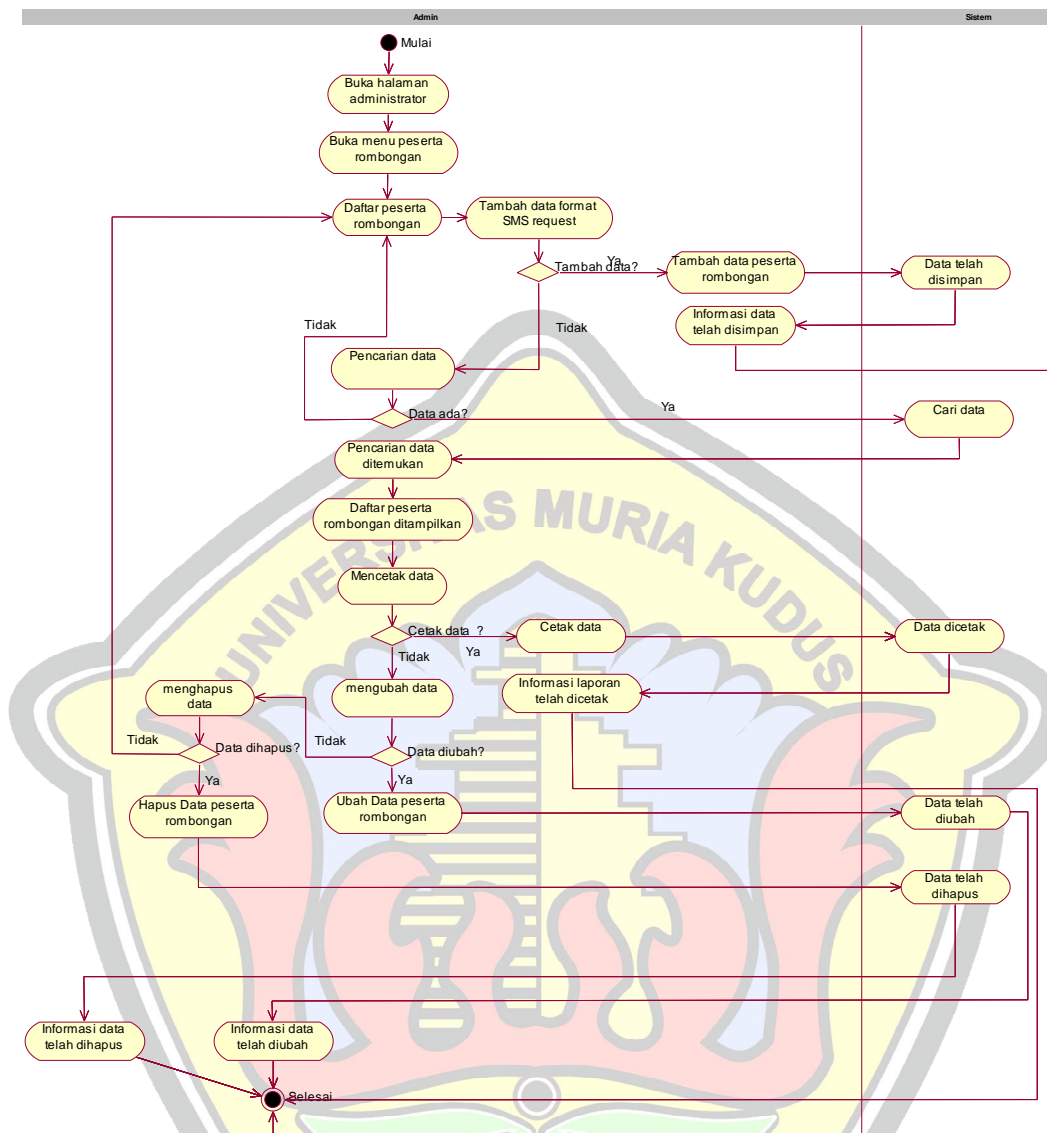 Admin
Sistem
Mulai
Buka halaman
administrator
Buka menu peserta
rombongan
Daftar peserta
rombongan
Tambah data format
SMS request
Tambah data?
Ya
Tambah data peserta
rombongan
Data telah
disimpan
Informasi data
telah disimpan
Tidak
Tidak
Pencarian data
Data ada?
Ya
Cari data
Pencarian data
ditemukan
Daftar peserta
rombongan ditampilkan
Mencetak data
Cetak data ?
Ya
Cetak data
Data dicetak
Tidak
mengubah data
Informasi laporan
telah dicetak
menghapus
data
Tidak
Data dihapus?
Tidak
Data diubah?
Ya
Ya
Hapus Data peserta
rombongan
Ubah Data peserta
rombongan
Data telah
diubah
Data telah
dihapus
Informasi data
telah dihapus
Informasi data
telah diubah
Selesai
UNIVERSITAS MURIA KUDUS